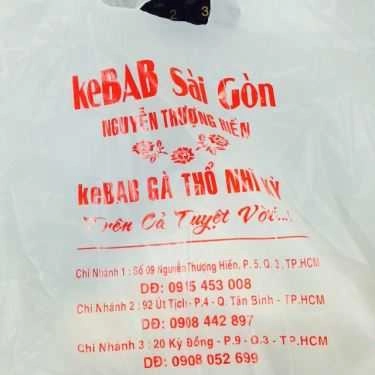 2 3
keBAB Sài Gòn
NGUYỄN THƯỢNG HIỀN
keBAB GÀ THỔ NHĨ KỲ
Trên Cả Tuyệt Vời...!
Chi Nhánh 1 : Số 09 Nguyễn Thượng Hiền, P. 5, Q. 3, TP.HCM
DĐ: 0915 453 008
Chi Nhánh 2 : 92 Út Tịch - P.4 - Q. Tân Bình - TP.HCM
DĐ: 0908 442 897
Chi Nhánh 3 : 20 Kỳ Đồng - P.9 - Q.3 - TP.HCM
DĐ: 0908 052 699